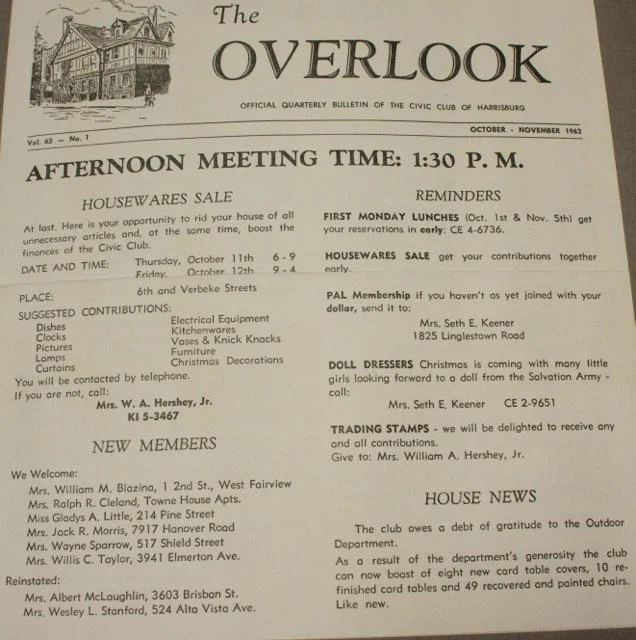 The
OVERLOOK
OFFICIAL QUARTERLY BULLETIN OF THE CIVIC CLUB OF HARRISBURG
Vol. 65 — No. 1
OCTOBER - NOVEMBER 1962
AFTERNOON MEETING TIME: 1:30 P. M.
HOUSEWARES SALE
At last. Here is your opportunity to rid your house of all
unnecessary articles and, at the same time, boost the
finances of the Civic Club.
DATE AND TIME: Thursday, October 11th 6 - 9
Friday, October 12th 9 - 4
PLACE: 6th and Verbeke Streets
SUGGESTED CONTRIBUTIONS:
Dishes
Clocks
Pictures
Lamps
Curtains
Electrical Equipment
Kitchenwares
Vases & Knick Knacks
Furniture
Christmas Decorations
You will be contacted by telephone.
If you are not, call:
Mrs. W. A. Hershey, Jr.
KI 5-3467
NEW MEMBERS
We Welcome:
Mrs. William M. Blazina, 1 2nd St., West Fairview
Mrs. Ralph R. Cleland, Towne House Apts.
Miss Gladys A. Little, 214 Pine Street
Mrs. Jack R. Morris, 7917 Hanover Road
Mrs. Wayne Sparrow, 517 Shield Street
Mrs. Willis C. Taylor, 3941 Elmerton Ave.
Reinstated:
Mrs. Albert McLaughlin, 3603 Brisban St.
Mrs. Wesley L. Stanford, 524 Alta Vista Ave.
REMINDERS
FIRST MONDAY LUNCHES (Oct. 1st & Nov. 5th) get
your reservations in early: CE 4-6736.
HOUSEWARES SALE get your contributions together
early.
PAL Membership if you haven't as yet joined with your
dollar, send it to:
Mrs. Seth E. Keener
1825 Linglestown Road
DOLL DRESSERS Christmas is coming with many little
girls looking forward to a doll from the Salvation Army -
call:
Mrs. Seth E. Keener CE 2-9651
TRADING STAMPS - we will be delighted to receive any
and all contributions.
Give to: Mrs. William A. Hershey, Jr.
HOUSE NEWS
The club owes a debt of gratitude to the Outdoor
Department.
As a result of the department's generosity the club
can now boast of eight new card table covers, 10 re-
finished card tables and 49 recovered and painted chairs.
Like new.